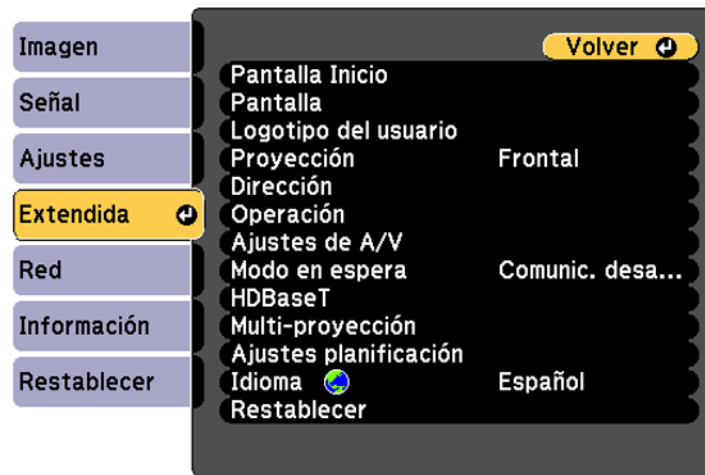 Imagen
Señal
Ajustes
Extendida
Red
Información
Restablecer
Volver
Pantalla Inicio
Pantalla
Logotipo del usuario
Proyección Frontal
Dirección
Operación
Ajustes de A/V
Modo en espera Comunic. desa...
HDBaseT
Multi-proyección
Ajustes planificación
Idioma Español
Restablecer